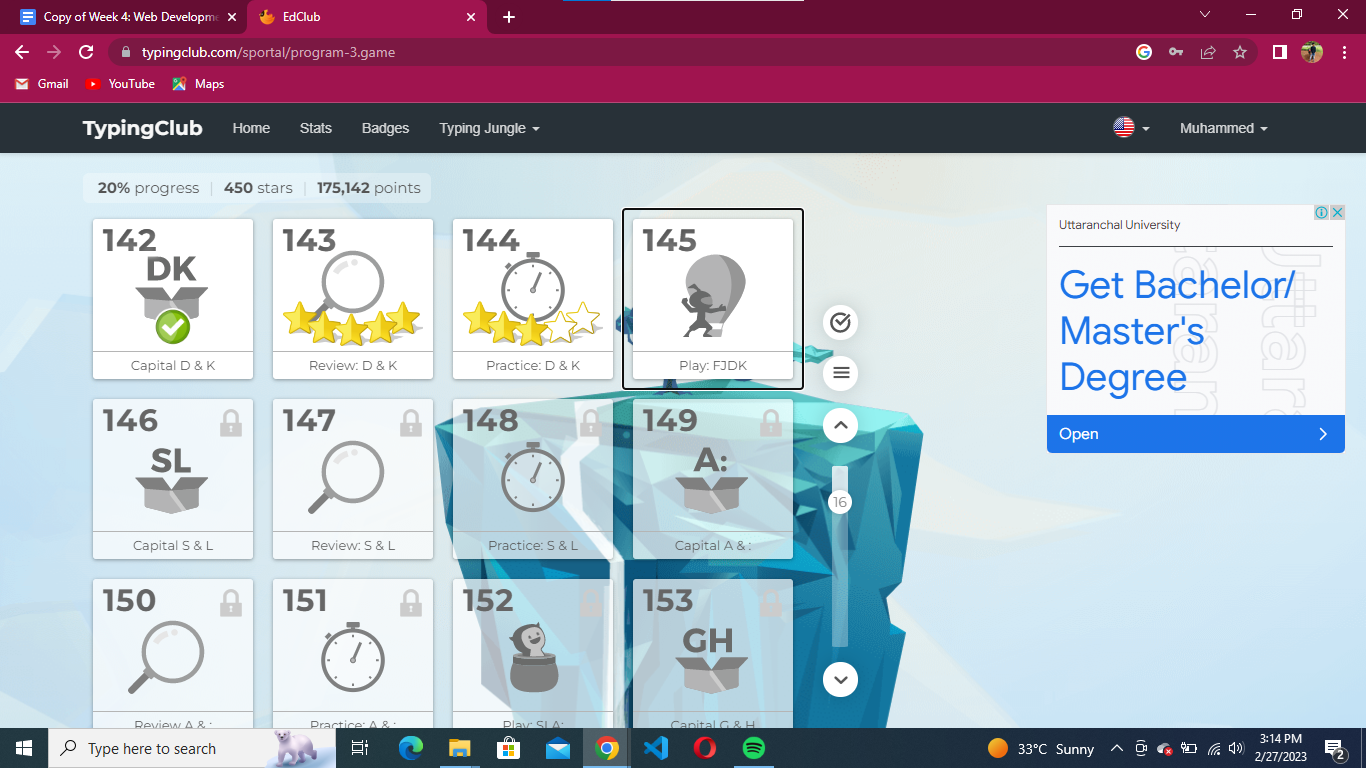 Copy of Week 4: Web Developme
EdClub
typingclub.com/sportal/program-3.game
Gmail
YouTube
Maps
TypingClub
Home
Stats
Badges
Typing Jungle
Muhammed
20% progress | 450 stars | 175,142 points
142
DK
Capital D & K
143
Review: D & K
144
Practice: D & K
145
Play: FJDK
146
SL
Capital S & L
147
Review: S & L
148
Practice: S & L
149
A:
Capital A & :
150
Review A & :
151
Practice: A & :
152
Play: SLA:
153
GH
Capital G & H
16
Uttaranchal University
Get Bachelor/
Master's
Degree
Open
Type here to search
33°C Sunny
3:14 PM
2/27/2023
2